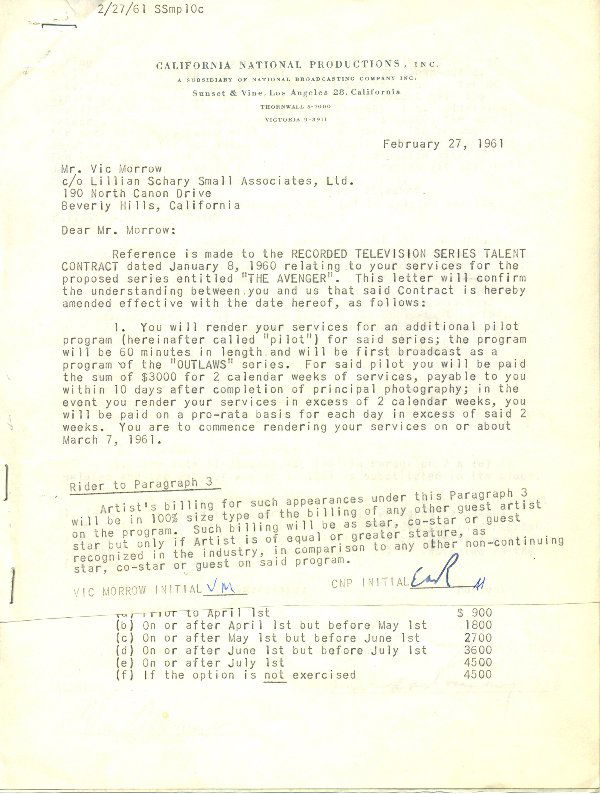 2/27/61 SSmp10c
CALIFORNIA NATIONAL PRODUCTIONS, INC.
A SUBSIDIARY OF NATIONAL BROADCASTING COMPANY INC.
Sunset & Vine, Los Angeles 28, California
THORNWALL 5-7000
VICTORIA 9-3911
February 27, 1961
Mr. Vic Morrow
c/o Lillian Schary Small Associates, Ltd.
190 North Canon Drive
Beverly Hills, California
Dear Mr. Morrow:
Reference is made to the RECORDED TELEVISION SERIES TALENT
CONTRACT dated January 8, 1960 relating to your services for the
proposed series entitled "THE AVENGER". This letter will confirm
the understanding between you and us that said Contract is hereby
amended effective with the date hereof, as follows:
1. You will render your services for an additional pilot
program (hereinafter called "pilot") for said series; the program
will be 60 minutes in length and will be first broadcast as a
program of the "OUTLAWS" series. For said pilot you will be paid
the sum of $3000 for 2 calendar weeks of services, payable to you
within 10 days after completion of principal photography; in the
event you render your services in excess of 2 calendar weeks, you
will be paid on a pro-rata basis for each day in excess of said 2
weeks. You are to commence rendering your services on or about
March 7, 1961.
Rider to Paragraph 3
Artist's billing for such appearances under this Paragraph 3
will be in 100% size type of the billing of any other guest artist
on the program. Such billing will be as star, co-star or guest
star but only if Artist is of equal or greater stature, as
recognized in the industry, in comparison to any other non-continuing
star, co-star or guest on said program.
VIC MORROW INITIAL VM CNP INITIAL
(a) Prior to April 1st $ 900
(b) On or after April 1st but before May 1st 1800
(c) On or after May 1st but before June 1st 2700
(d) On or after June 1st but before July 1st 3600
(e) On or after July 1st 4500
(f) If the option is not exercised 4500